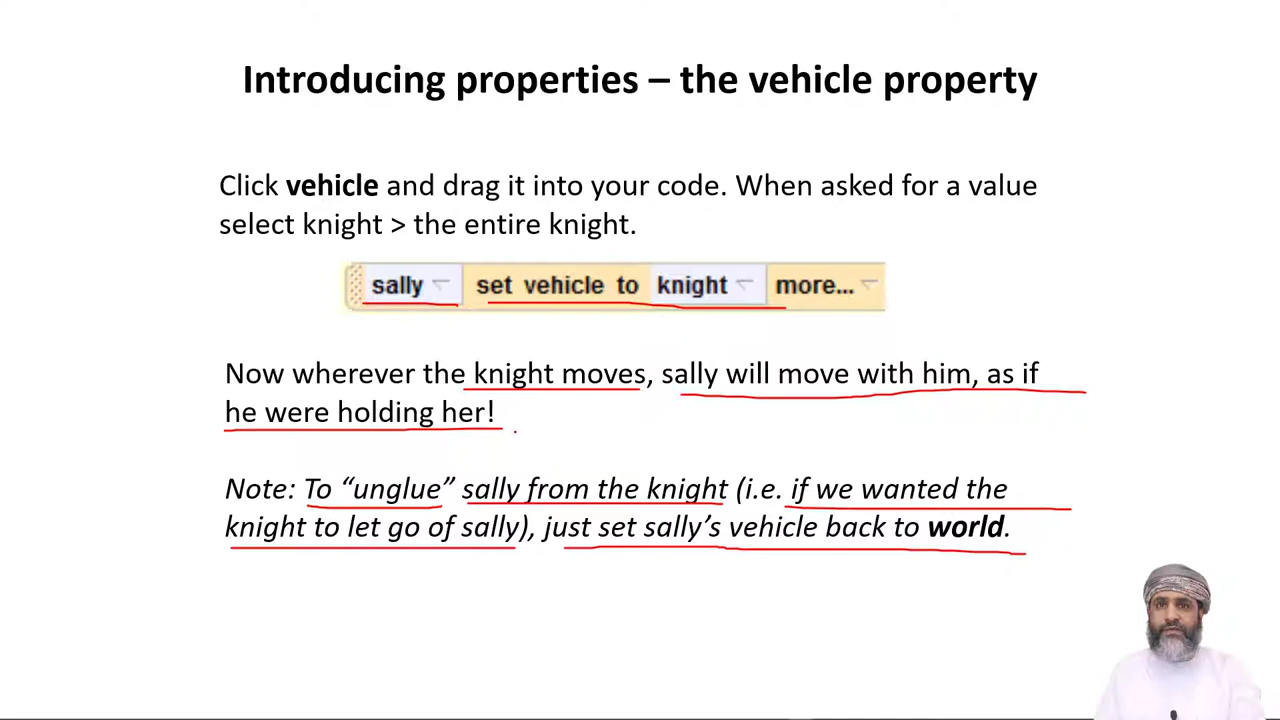 Introducing properties – the vehicle property
Click vehicle and drag it into your code. When asked for a value
select knight > the entire knight.
sally set vehicle to knight more...
Now wherever the knight moves, sally will move with him, as if
he were holding her!
Note: To “unglue” sally from the knight (i.e. if we wanted the
knight to let go of sally), just set sally’s vehicle back to world.